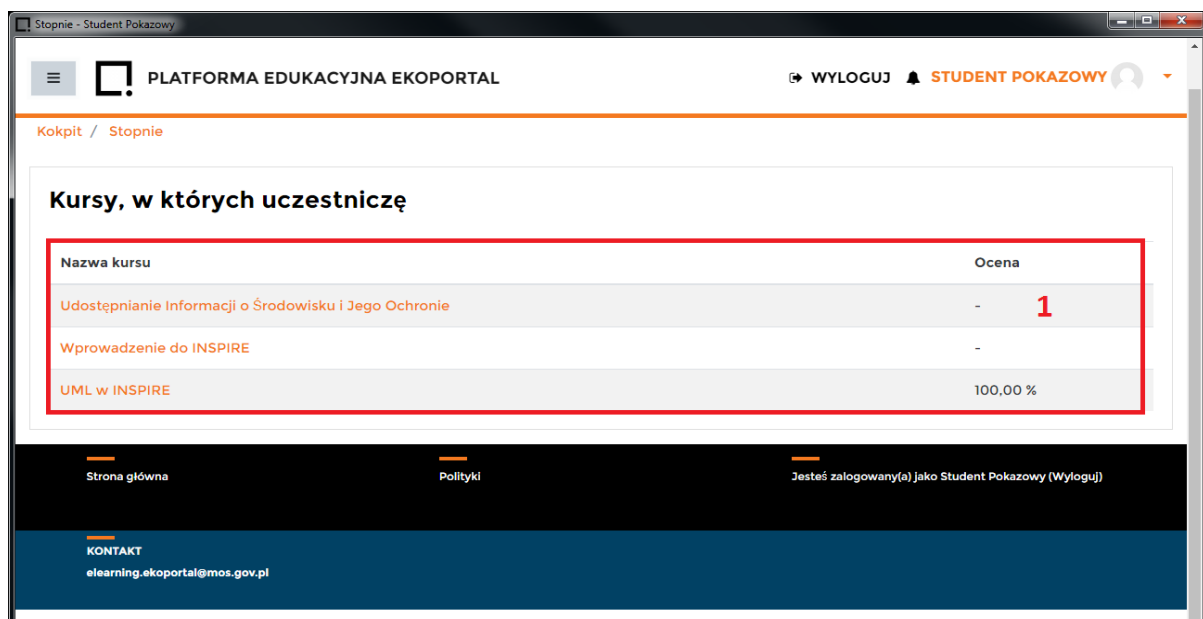 Stopnie - Student Pokazowy
PLATFORMA EDUKACYJNA EKOPORTAL
WYLOGUJ STUDENT POKAZOWY
Kokpit / Stopnie
Kursy, w których uczestniczę
Nazwa kursu Ocena
Udostępnianie Informacji o Środowisku i Jego Ochronie - 1
Wprowadzenie do INSPIRE -
UML w INSPIRE 100,00 %
Strona główna Polityki Jesteś zalogowany(a) jako Student Pokazowy (Wyloguj)
KONTAKT
elearning.ekoportal@mos.gov.pl